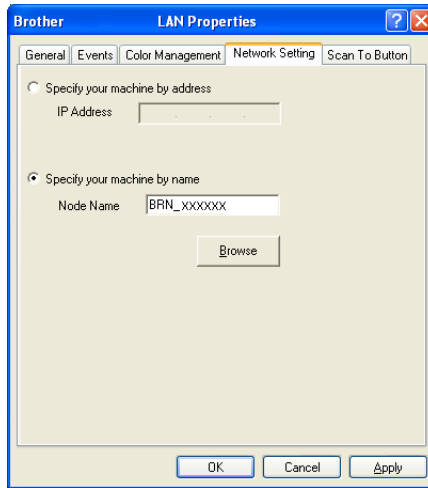 Brother LAN Properties
General Events Color Management Network Setting Scan To Button
Specify your machine by address
IP Address . . .
Specify your machine by name
Node Name BRN_xxxxxx
Browse
OK Cancel Apply